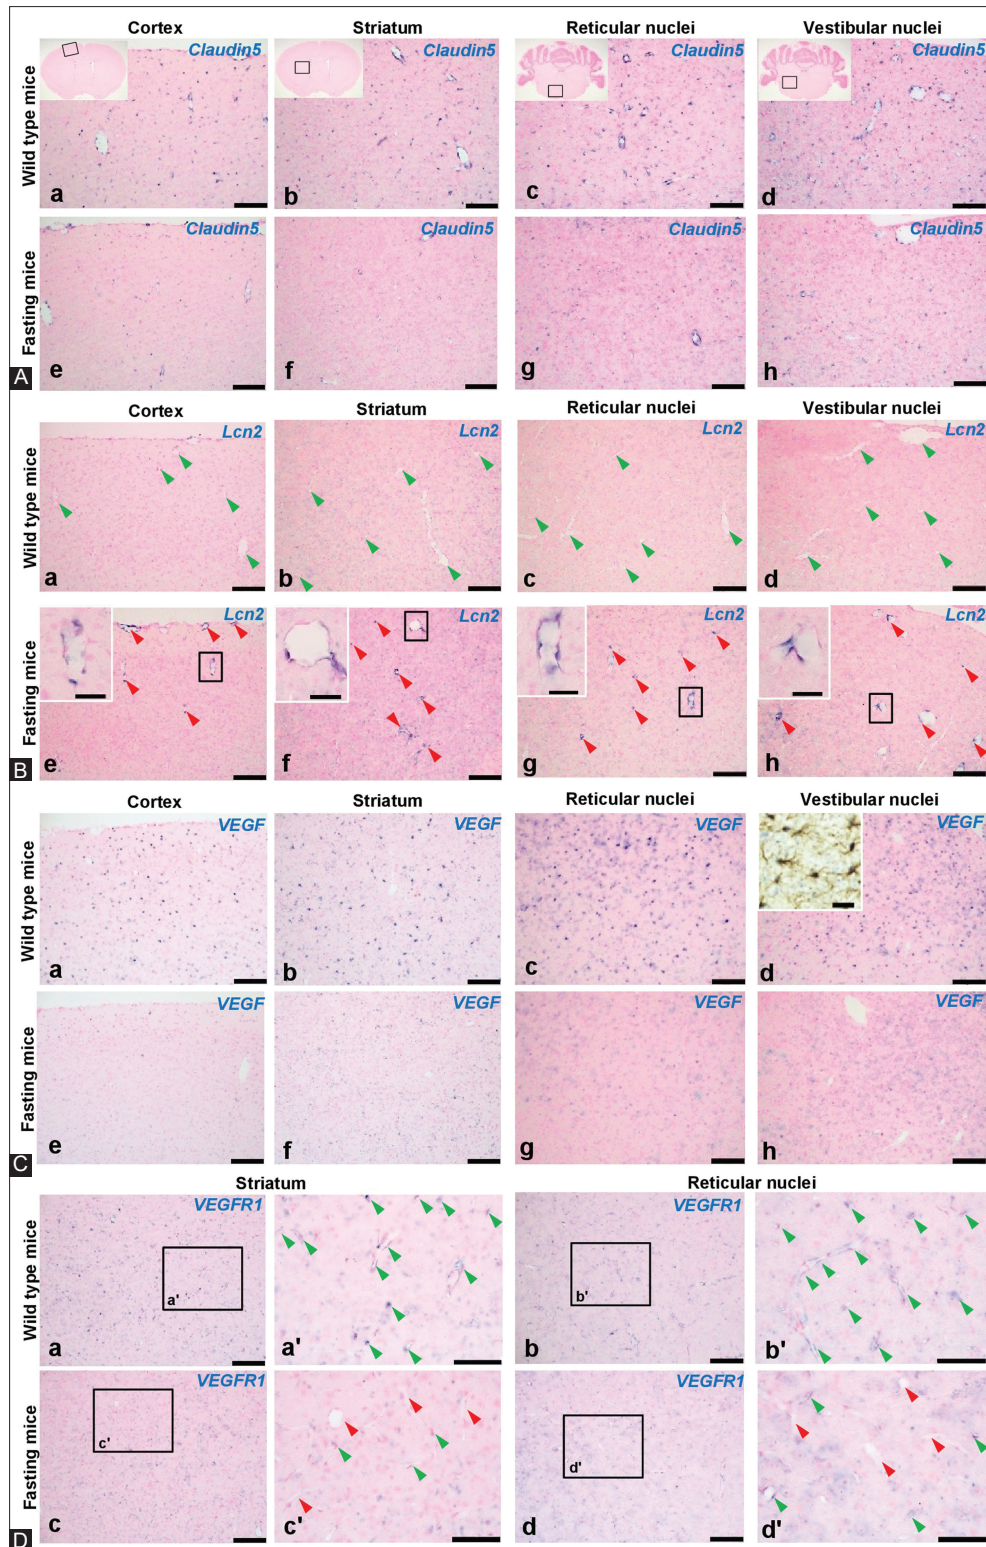 Cortex Striatum Reticular nuclei Vestibular nuclei
Wild type mice
Claudin5 Claudin5 Claudin5 Claudin5
a b c d
Fasting mice
Claudin5 Claudin5 Claudin5 Claudin5
e f g h
A
Cortex Striatum Reticular nuclei Vestibular nuclei
Wild type mice
Lcn2 Lcn2 Lcn2 Lcn2
a b c d
Fasting mice
Lcn2 Lcn2 Lcn2 Lcn2
e f g h
B
Cortex Striatum Reticular nuclei Vestibular nuclei
Wild type mice
VEGF VEGF VEGF VEGF
a b c d
Fasting mice
VEGF VEGF VEGF VEGF
e f g h
C
Striatum Reticular nuclei
Wild type mice
VEGFR1 VEGFR1
a' b'
a a' b b'
Fasting mice
VEGFR1 VEGFR1
c' d'
c c' d d'
D